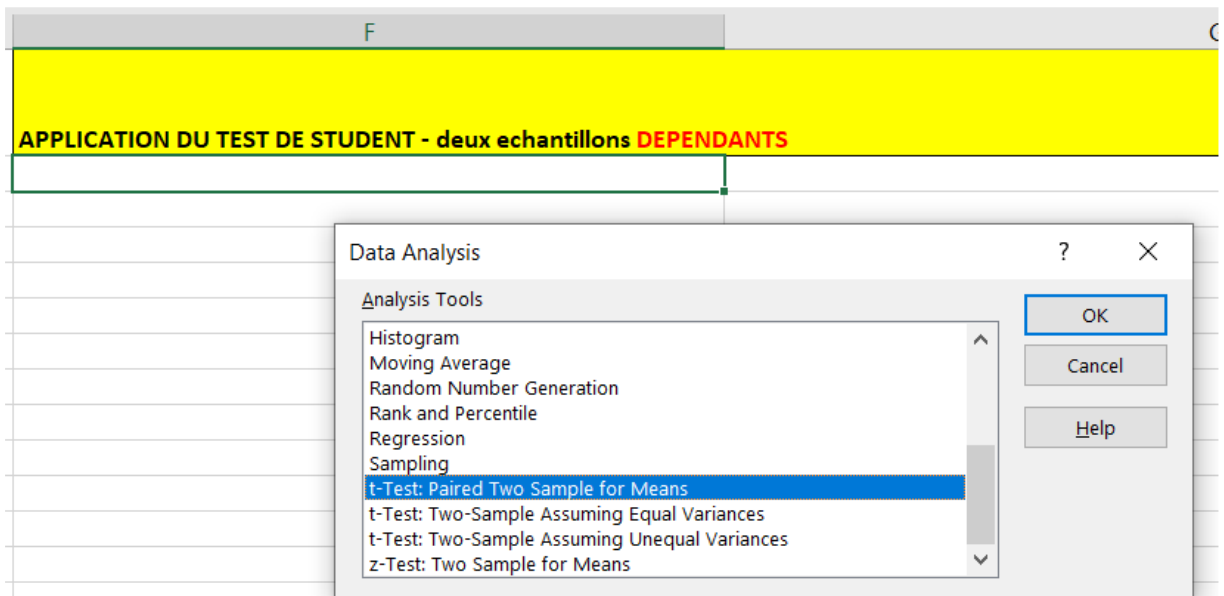 F
APPLICATION DU TEST DE STUDENT - deux echantillons DEPENDANTS
Data Analysis
?
Analysis Tools
Histogram
Moving Average
Random Number Generation
Rank and Percentile
Regression
Sampling
t-Test: Paired Two Sample for Means
t-Test: Two-Sample Assuming Equal Variances
t-Test: Two-Sample Assuming Unequal Variances
z-Test: Two Sample for Means
OK
Cancel
Help